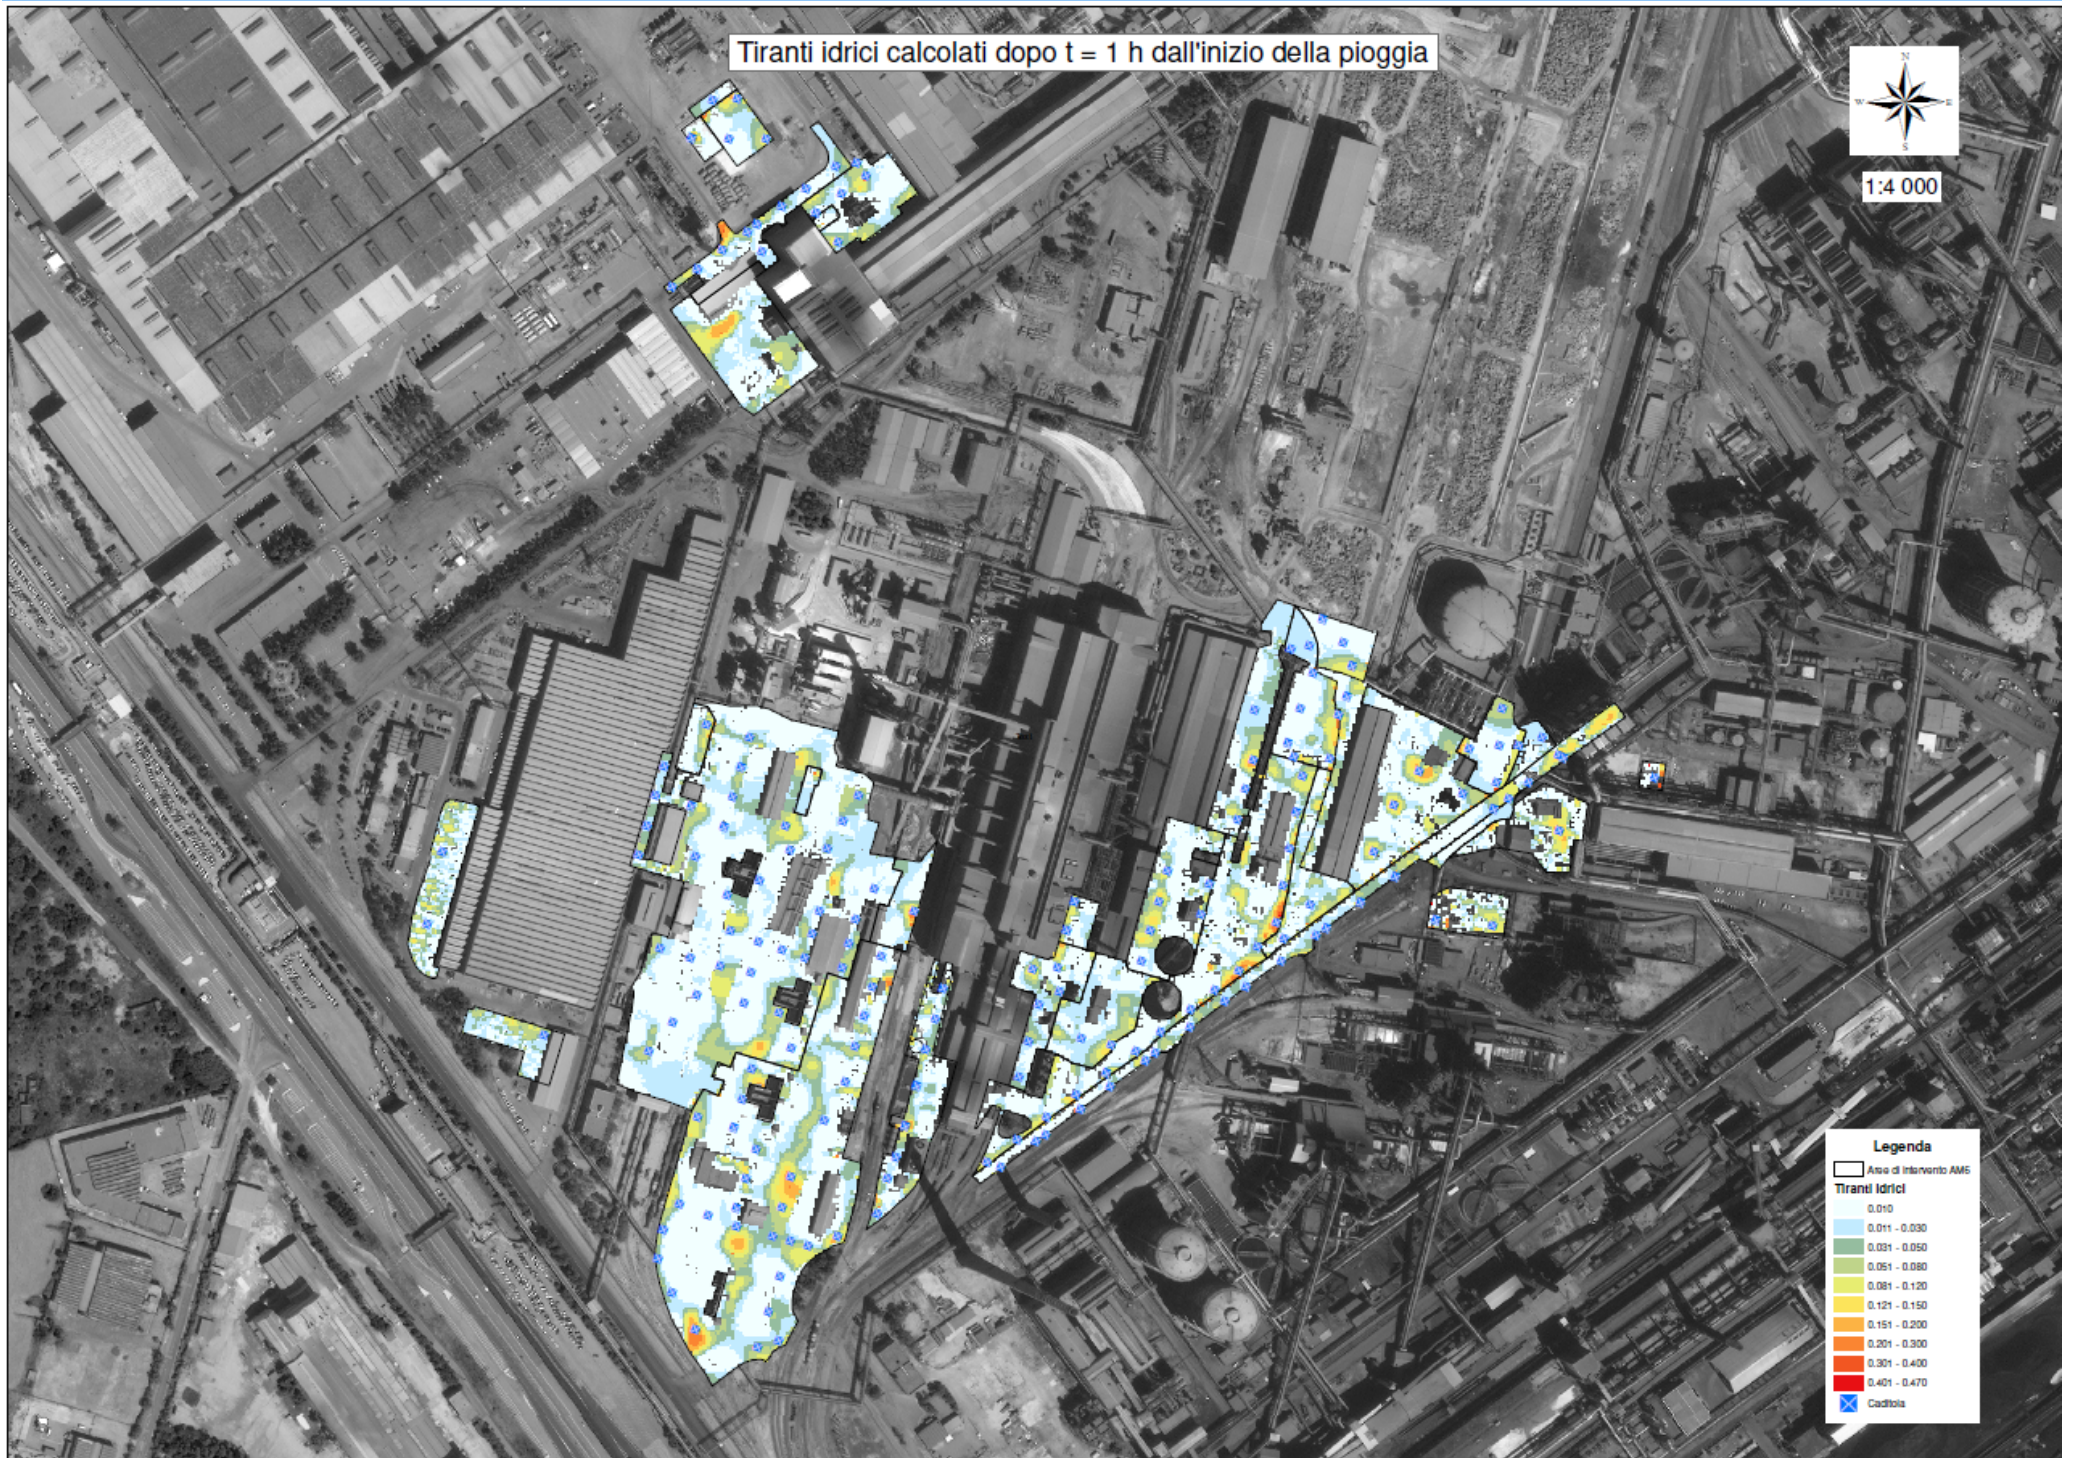 Tiranti idrici calcolati dopo t = 1 h dall'inizio della pioggia
N
W E
S
1:4 000
Legenda
Aree di intervento AM5
Tiranti idrici
0.010
0.011 - 0.030
0.031 - 0.050
0.051 - 0.080
0.081 - 0.120
0.121 - 0.150
0.151 - 0.200
0.201 - 0.300
0.301 - 0.400
0.401 - 0.470
Caditoia